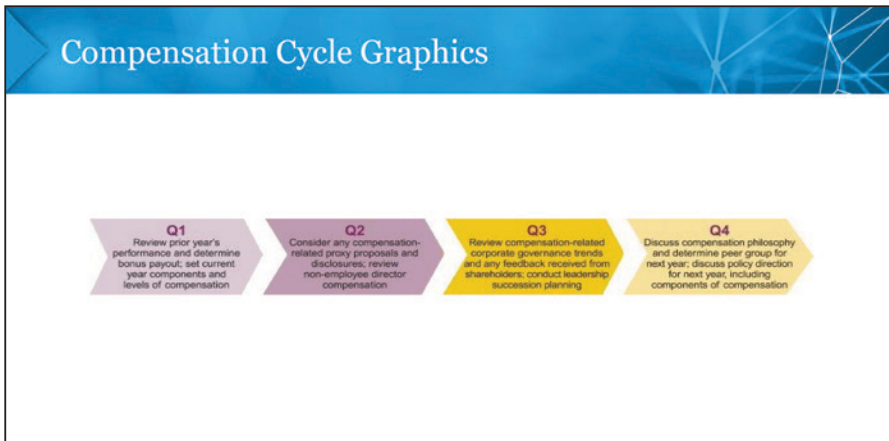 Compensation Cycle Graphics
Q1
Review prior year's
performance and determine
bonus payout; set current
year components and
levels of compensation
Q2
Consider any compensation-
related proxy proposals and
disclosures; review
non-employee director
compensation
Q3
Review compensation-related
corporate governance trends
and any feedback received from
shareholders; conduct leadership
succession planning
Q4
Discuss compensation philosophy
and determine peer group for
next year; discuss policy direction
for next year, including
components of compensation